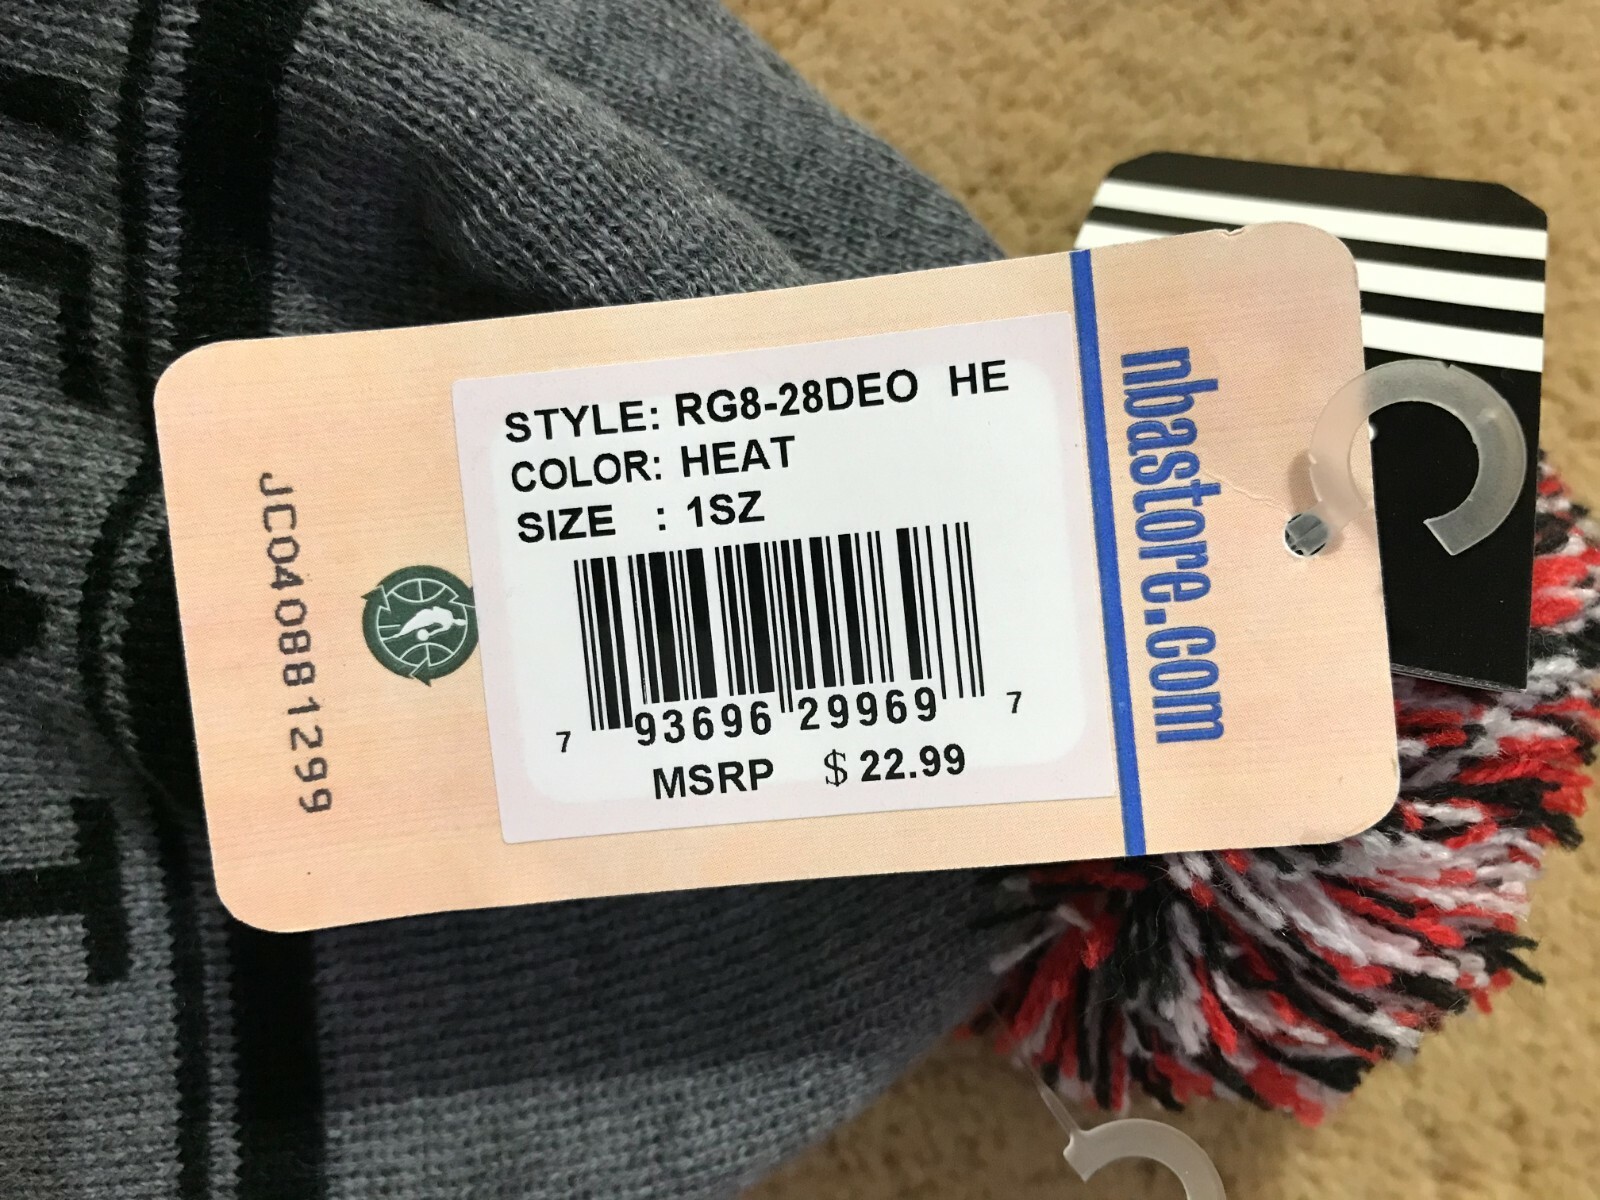 STYLE: RG8-28DEO HE
COLOR: HEAT
SIZE : 1SZ
7 93696 29969 7
MSRP $ 22.99
nbastore.com
JC040881299